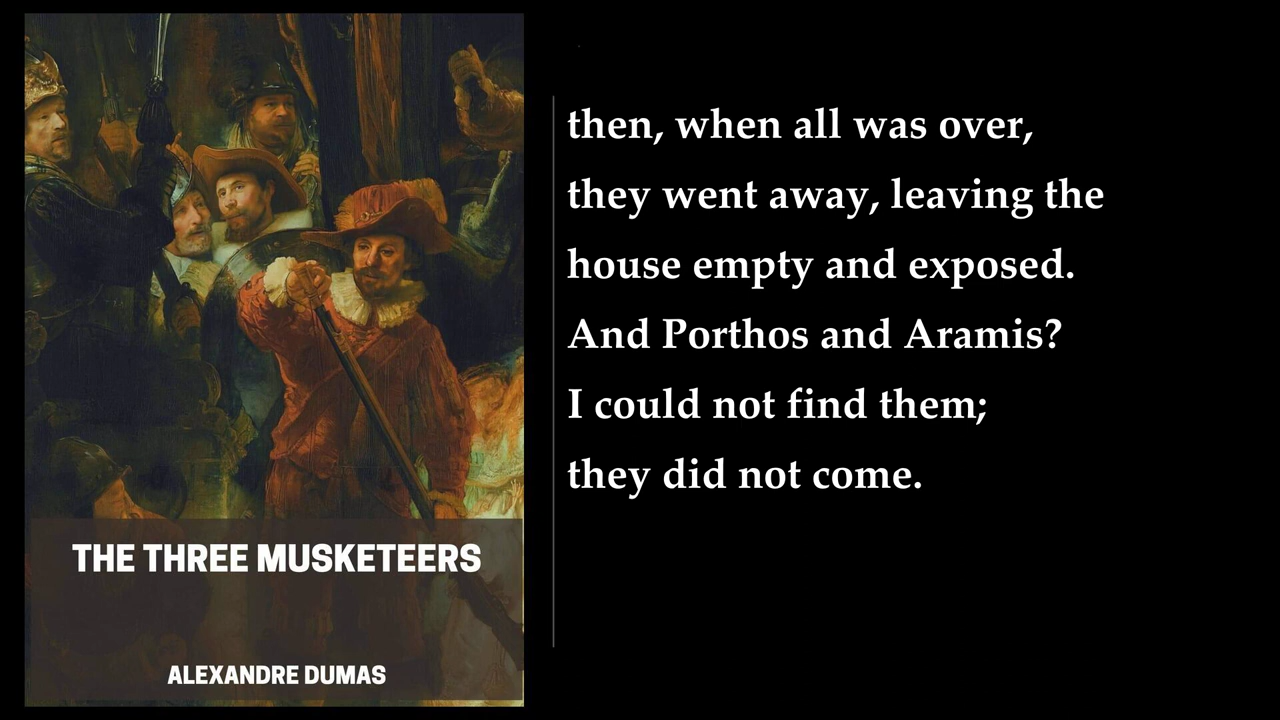 THE THREE MUSKETEERS
ALEXANDRE DUMAS
then, when all was over,
they went away, leaving the
house empty and exposed.
And Porthos and Aramis?
I could not find them;
they did not come.